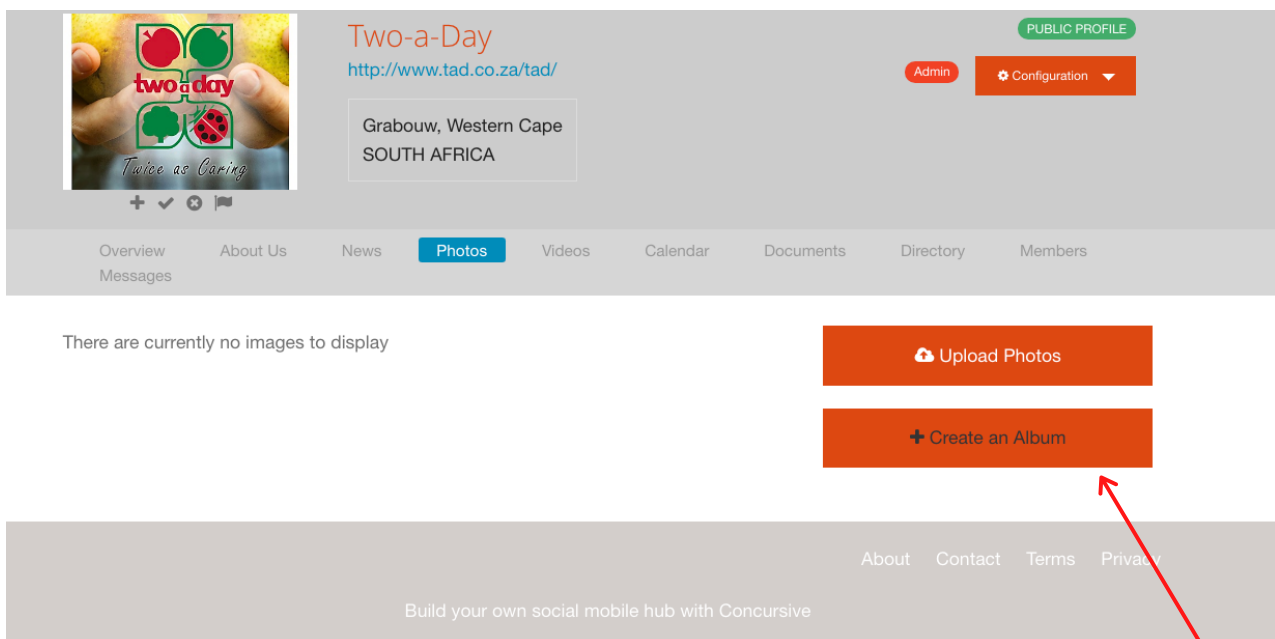 two a day
Twice as Caring
Two-a-Day
http://www.tad.co.za/tad/
Grabouw, Western Cape
SOUTH AFRICA
PUBLIC PROFILE
Admin
Configuration
Overview About Us News Photos Videos Calendar Documents Directory Members
Messages
There are currently no images to display
Upload Photos
Create an Album
About Contact Terms Privacy
Build your own social mobile hub with Concursive